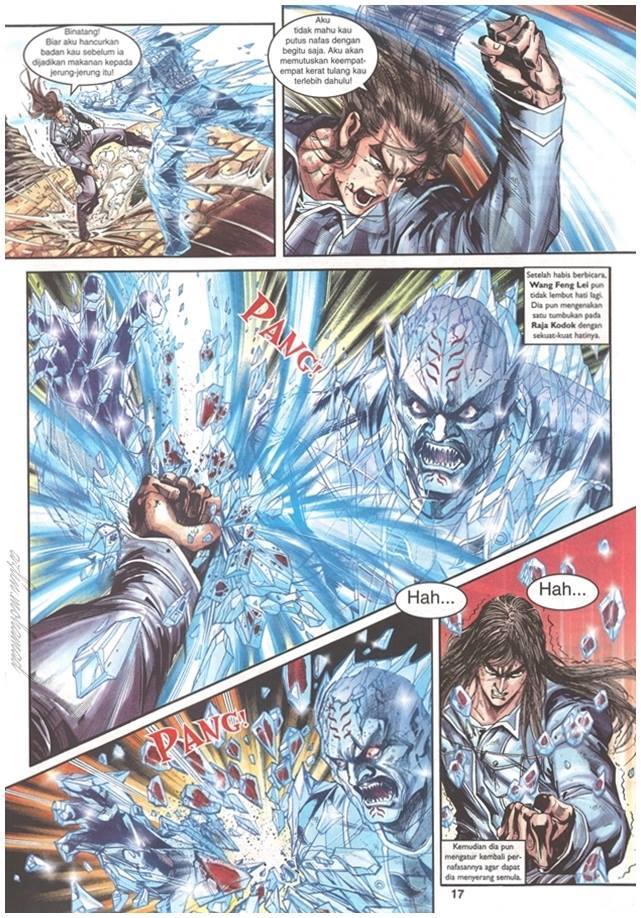 Binatang!
Biar aku hancurkan
badan kau sebelum ia
dijadikan makanan kepada
jerung-jerung itu!
Aku
tidak mahu kau
putus nafas dengan
begitu saja. Aku akan
memutuskan keempat-
empat kerat tulang kau
terlebih dahulu!
Setelah habis berbicara,
Wang Feng Lei pun
tidak lembut hati lagi.
Dia pun mengenakan
satu tumbukan pada
Raja Kodok dengan
sekuat-kuat hatinya.
PANG!
Hah...
Hah...
PANG!
Kemudian dia pun
mengatur kembali per-
nafasannya agar dapat
dia menyerang semula.
17